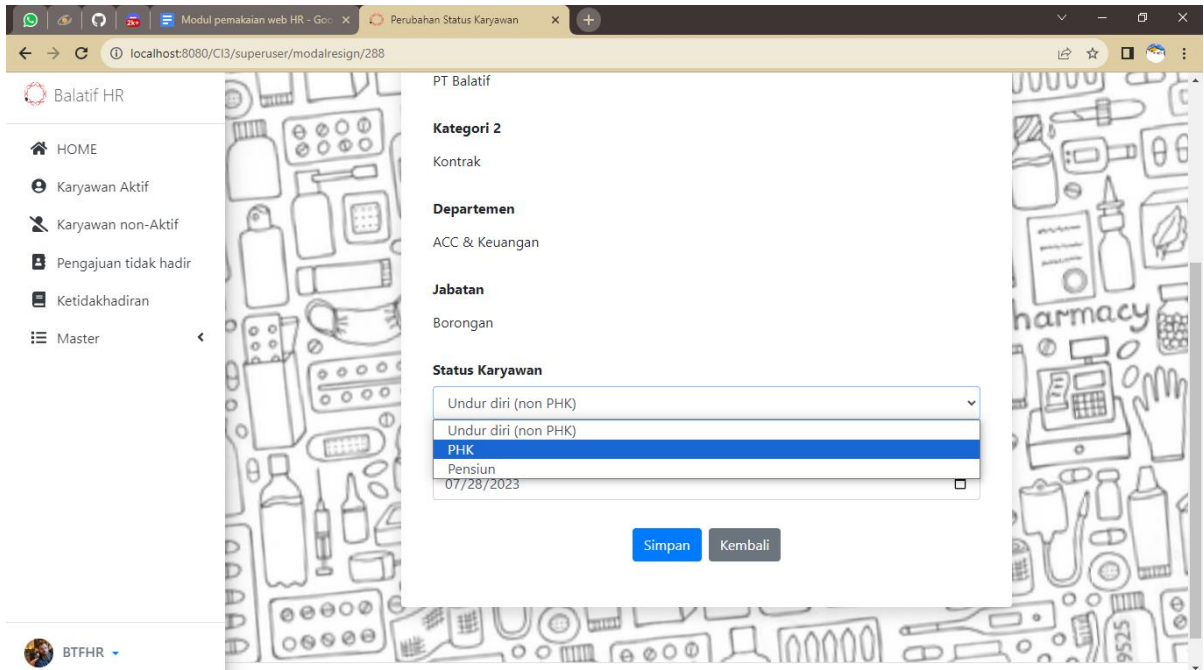 Modul pemakaian web HR - Goo
Perubahan Status Karyawan
localhost:8080/CI3/superuser/modalresign/288
Balatif HR
HOME
Karyawan Aktif
Karyawan non-Aktif
Pengajuan tidak hadir
Ketidakhadiran
Master
BTFHR
PT Balatif
Kategori 2
Kontrak
Departemen
ACC & Keuangan
Jabatan
Borongan
Status Karyawan
Undur diri (non PHK)
Undur diri (non PHK)
PHK
Pensiun
07/28/2023
Simpan
Kembali
harmacy